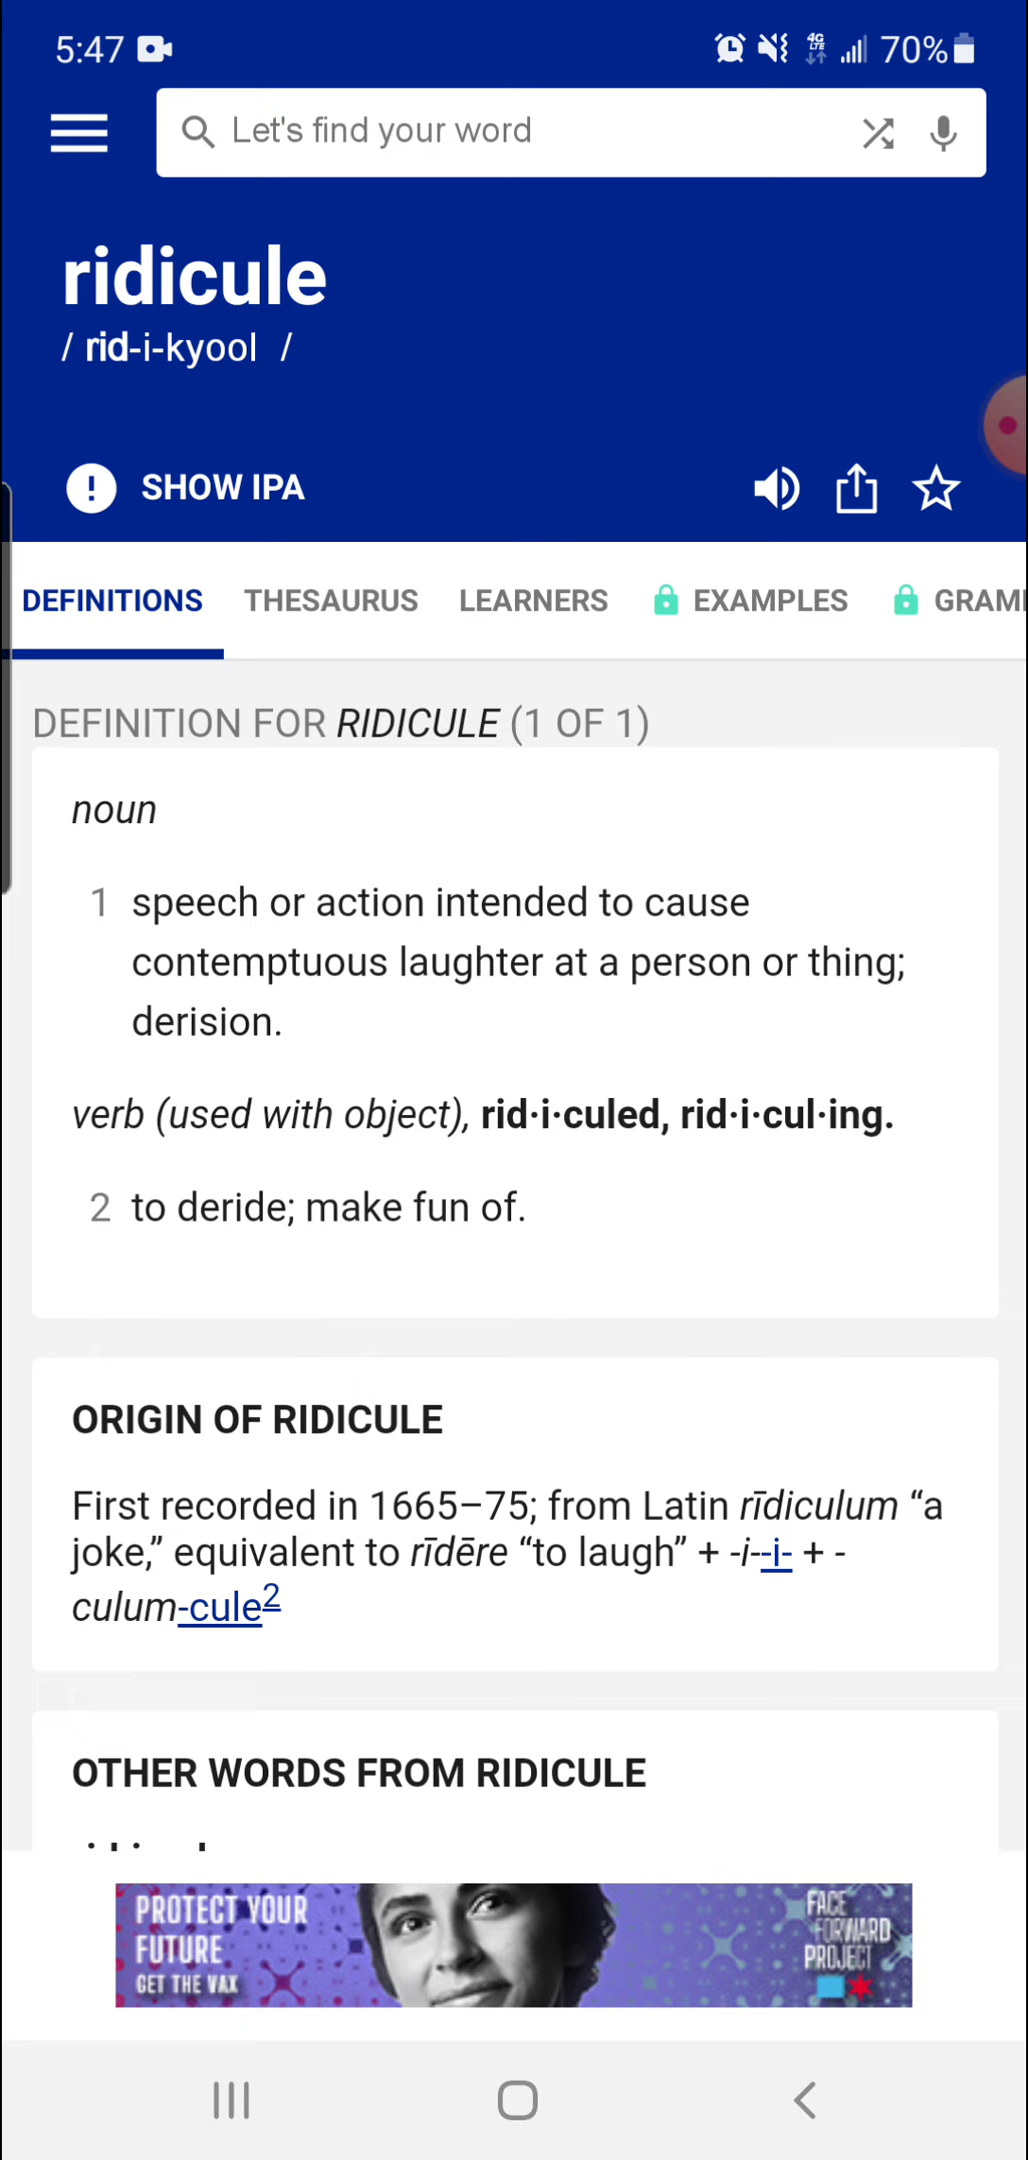 5:47 4G LTE 70%
Let's find your word
ridicule
/ rid-i-kyool /
! SHOW IPA
DEFINITIONS THESAURUS LEARNERS EXAMPLES GRAM
DEFINITION FOR RIDICULE (1 OF 1)
noun
1 speech or action intended to cause
contemptuous laughter at a person or thing;
derision.
verb (used with object), rid·i·culed, rid·i·cul·ing.
2 to deride; make fun of.
ORIGIN OF RIDICULE
First recorded in 1665–75; from Latin rīdiculum “a
joke,” equivalent to rīdēre “to laugh” + -i--i- + -
culum-cule2
OTHER WORDS FROM RIDICULE
PROTECT YOUR
FUTURE
GET THE VAX
FACE
FORWARD
PROJECT